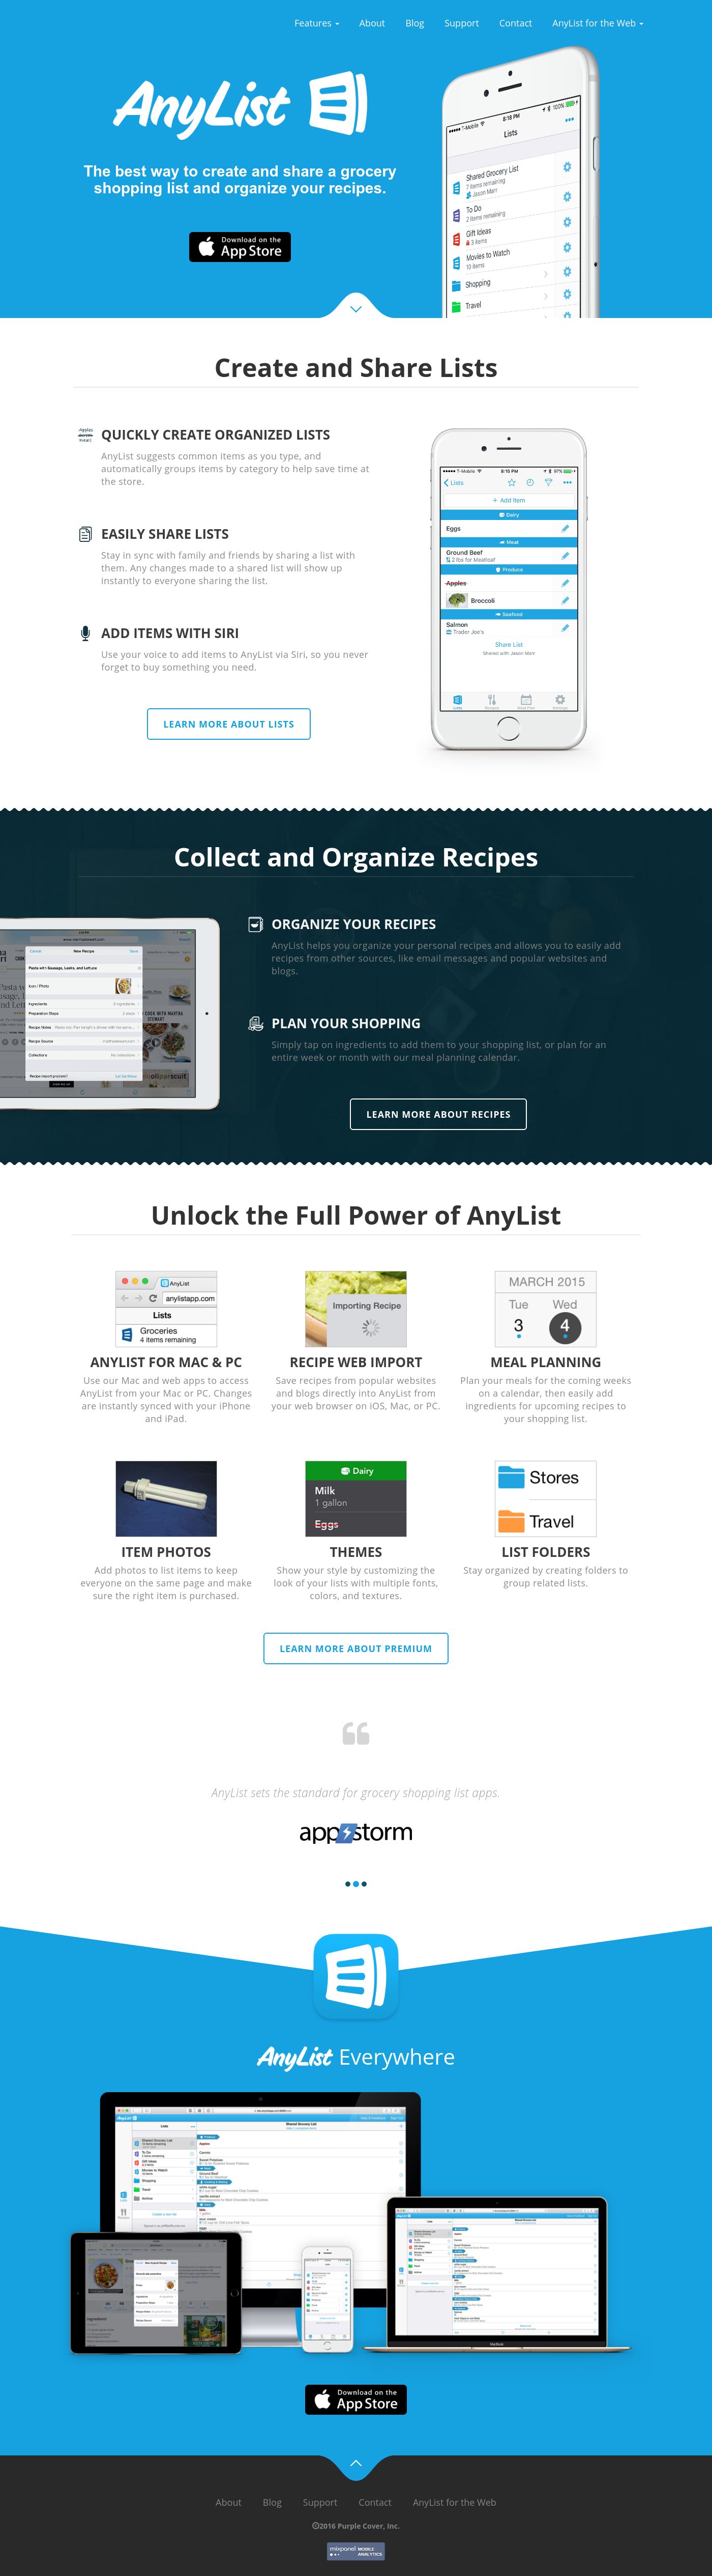 Features
About
Blog
Support
Contact
AnyList for the Web
AnyList
The best way to create and share a grocery
shopping list and organize your recipes.
Download on the
App Store
T-Mobile
8:18 PM
100%
Lists
Shared Grocery List
7 items remaining
Jason Marr
To Do
2 items remaining
Gift Ideas
3 items
Movies to Watch
10 items
Shopping
Travel
Create and Share Lists
QUICKLY CREATE ORGANIZED LISTS
AnyList suggests common items as you type, and
automatically groups items by category to help save time at
the store.
EASILY SHARE LISTS
Stay in sync with family and friends by sharing a list with
them. Any changes made to a shared list will show up
instantly to everyone sharing the list.
ADD ITEMS WITH SIRI
Use your voice to add items to AnyList via Siri, so you never
forget to buy something you need.
LEARN MORE ABOUT LISTS
T-Mobile
8:15 PM
97%
Lists
+ Add Item
Dairy
Eggs
Meat
Ground Beef
2 lbs for Meatloaf
Produce
Apples
Broccoli
Seafood
Salmon
Trader Joe's
Share List
Shared with Jason Marr
Collect and Organize Recipes
ORGANIZE YOUR RECIPES
AnyList helps you organize your personal recipes and allows you to easily add
recipes from other sources, like email messages and popular websites and
blogs.
PLAN YOUR SHOPPING
Simply tap on ingredients to add them to your shopping list, or plan for an
entire week or month with our meal planning calendar.
LEARN MORE ABOUT RECIPES
Cancel
New Recipe
Save
Pasta with Sausage, Leeks, and Lettuce
Icon / Photo
Ingredients
Preparation Steps
Recipe Notes
Recipe Source
Collections
Unlock the Full Power of AnyList
AnyList
anylistapp.com
Lists
Groceries
4 items remaining
ANYLIST FOR MAC & PC
Use our Mac and web apps to access
AnyList from your Mac or PC. Changes
are instantly synced with your iPhone
and iPad.
Importing Recipe
RECIPE WEB IMPORT
Save recipes from popular websites
and blogs directly into AnyList from
your web browser on iOS, Mac, or PC.
MARCH 2015
Tue
Wed
3
4
MEAL PLANNING
Plan your meals for the coming weeks
on a calendar, then easily add
ingredients for upcoming recipes to
your shopping list.
ITEM PHOTOS
Add photos to list items to keep
everyone on the same page and make
sure the right item is purchased.
Dairy
Milk
1 gallon
Eggs
THEMES
Show your style by customizing the
look of your lists with multiple fonts,
colors, and textures.
Stores
Travel
LIST FOLDERS
Stay organized by creating folders to
group related lists.
LEARN MORE ABOUT PREMIUM
AnyList sets the standard for grocery shopping list apps.
appstorm
AnyList Everywhere
Download on the
App Store
About
Blog
Support
Contact
AnyList for the Web
©2016 Purple Cover, Inc.
mixpanel MOBILE
ANALYTICS